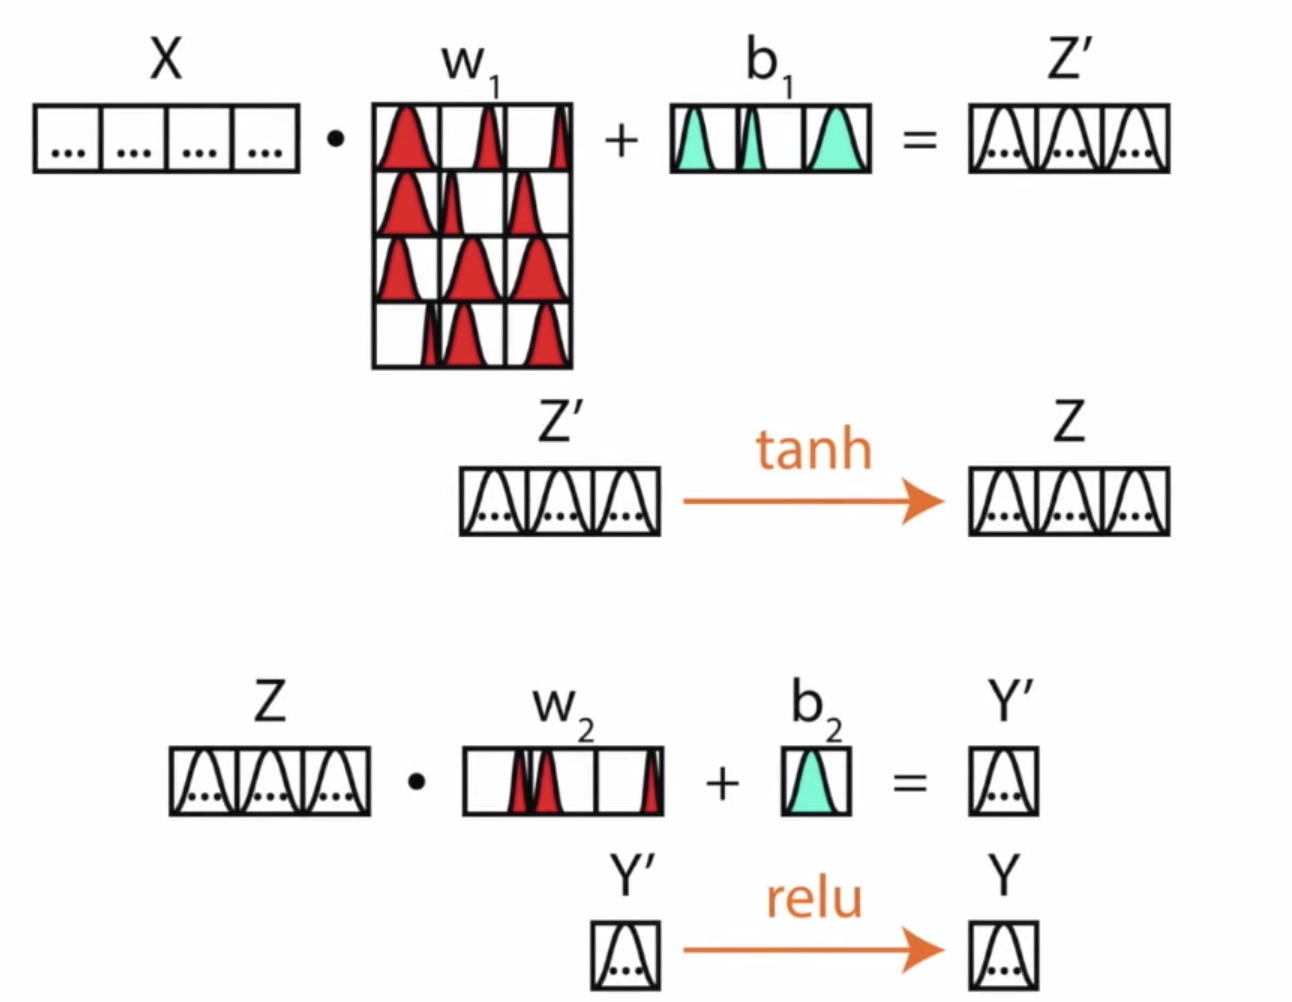 X w₁ b₁ Z′
... ... ... ... • + = ... ... ...
Z′ tanh Z
... ... ... ... ... ...
Z w₂ b₂ Y′
... ... ... • + = ...
Y′ relu Y
... ...